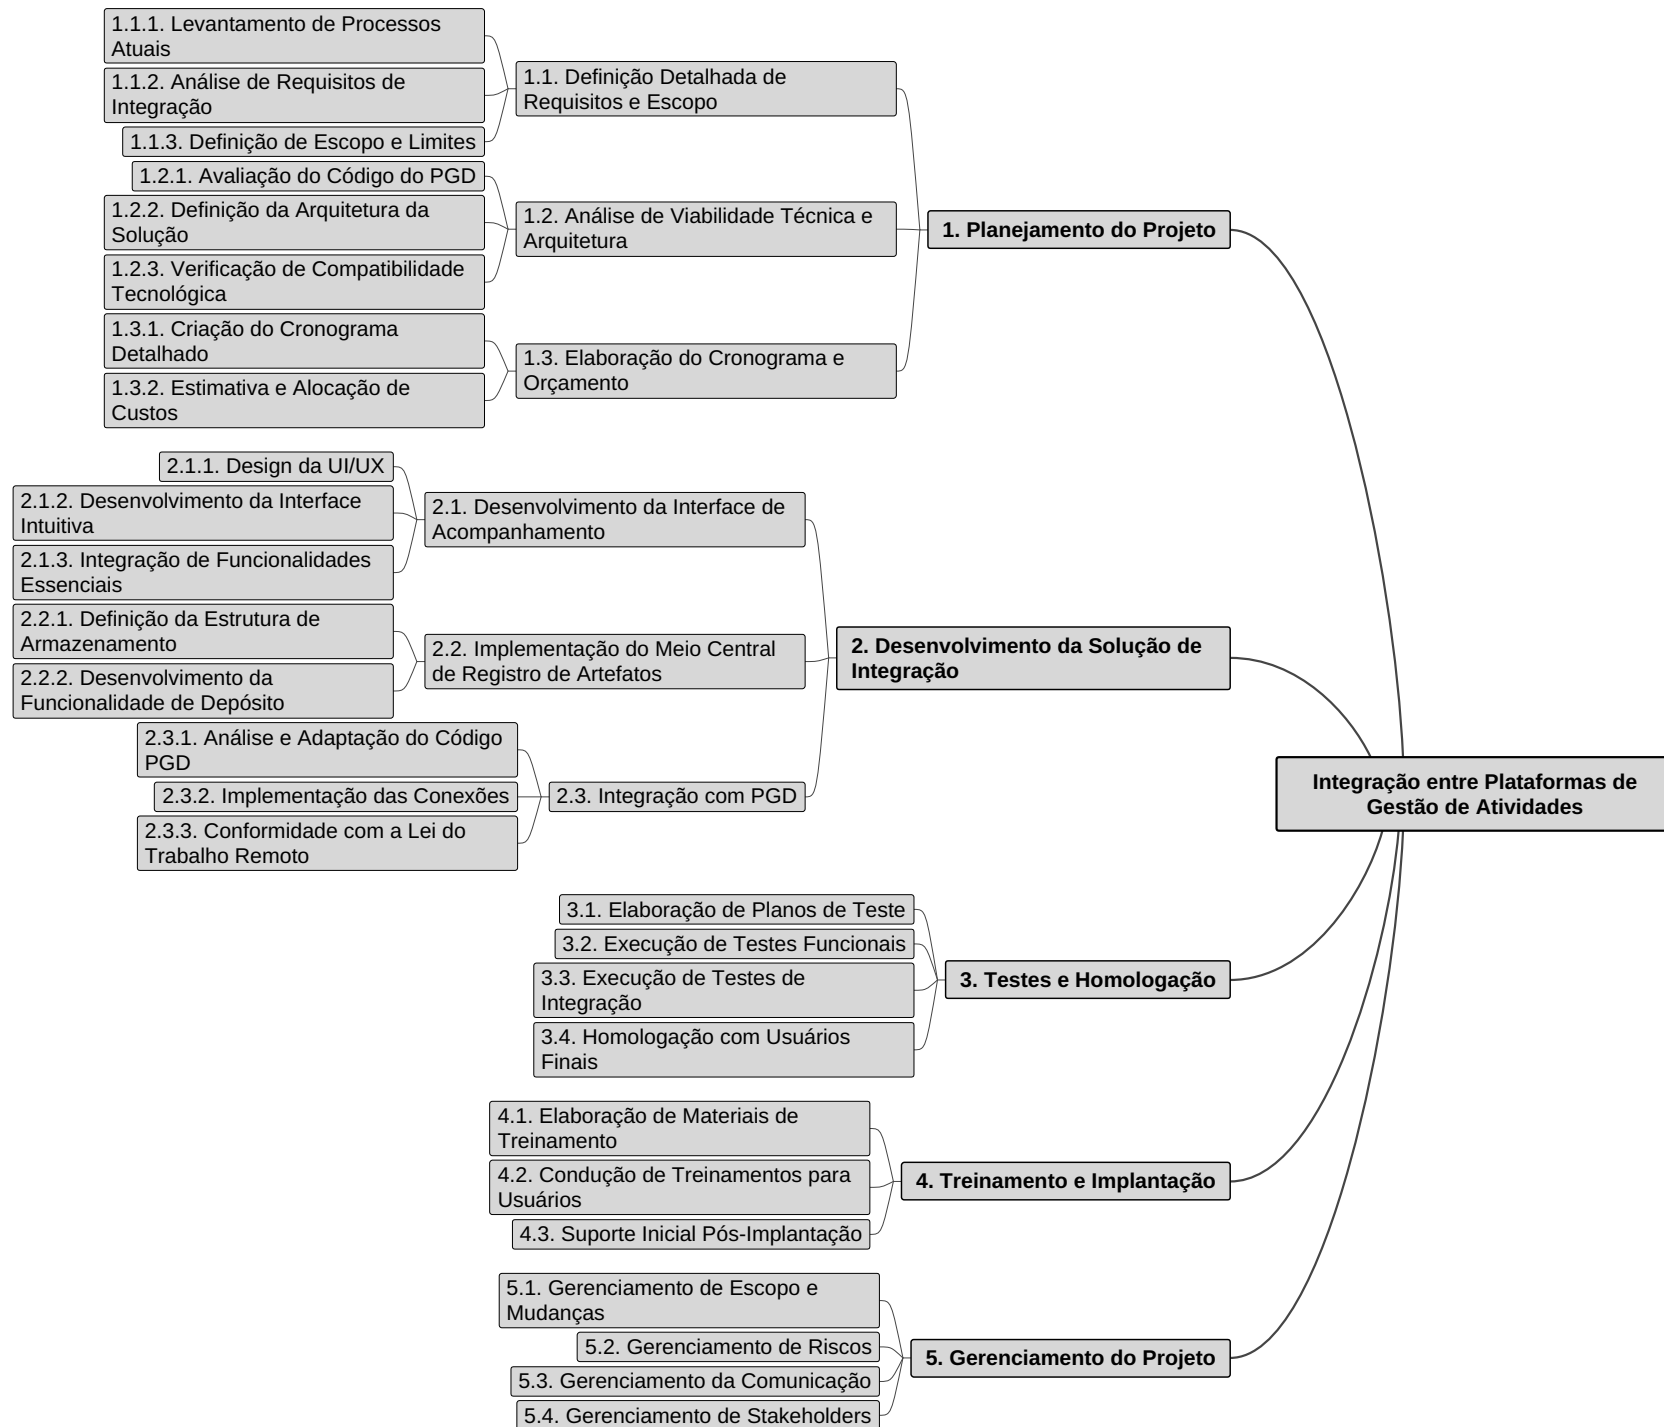 1.1.1. Levantamento de Processos
Atuais
1.1.2. Análise de Requisitos de
Integração
1.1.3. Definição de Escopo e Limites
1.1. Definição Detalhada de
Requisitos e Escopo
1.2.1. Avaliação do Código do PGD
1.2.2. Definição da Arquitetura da
Solução
1.2.3. Verificação de Compatibilidade
Tecnológica
1.2. Análise de Viabilidade Técnica e
Arquitetura
1.3.1. Criação do Cronograma
Detalhado
1.3.2. Estimativa e Alocação de
Custos
1.3. Elaboração do Cronograma e
Orçamento
1. Planejamento do Projeto
2.1.1. Design da UI/UX
2.1.2. Desenvolvimento da Interface
Intuitiva
2.1.3. Integração de Funcionalidades
Essenciais
2.1. Desenvolvimento da Interface de
Acompanhamento
2.2.1. Definição da Estrutura de
Armazenamento
2.2.2. Desenvolvimento da
Funcionalidade de Depósito
2.2. Implementação do Meio Central
de Registro de Artefatos
2.3.1. Análise e Adaptação do Código
PGD
2.3.2. Implementação das Conexões
2.3.3. Conformidade com a Lei do
Trabalho Remoto
2.3. Integração com PGD
2. Desenvolvimento da Solução de
Integração
Integração entre Plataformas de
Gestão de Atividades
3.1. Elaboração de Planos de Teste
3.2. Execução de Testes Funcionais
3.3. Execução de Testes de
Integração
3.4. Homologação com Usuários
Finais
3. Testes e Homologação
4.1. Elaboração de Materiais de
Treinamento
4.2. Condução de Treinamentos para
Usuários
4.3. Suporte Inicial Pós-Implantação
4. Treinamento e Implantação
5.1. Gerenciamento de Escopo e
Mudanças
5.2. Gerenciamento de Riscos
5.3. Gerenciamento da Comunicação
5.4. Gerenciamento de Stakeholders
5. Gerenciamento do Projeto